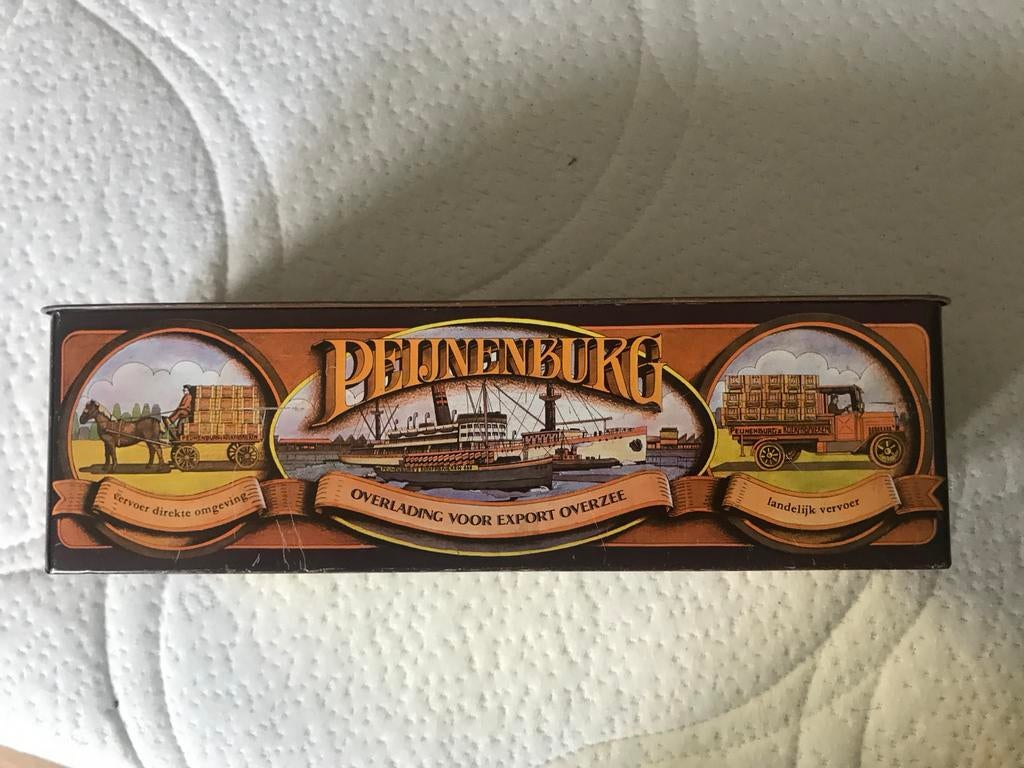 PEIJNENBURG
OVERLADING VOOR EXPORT OVERZEE
vervoer direkte omgeving
landelijk vervoer